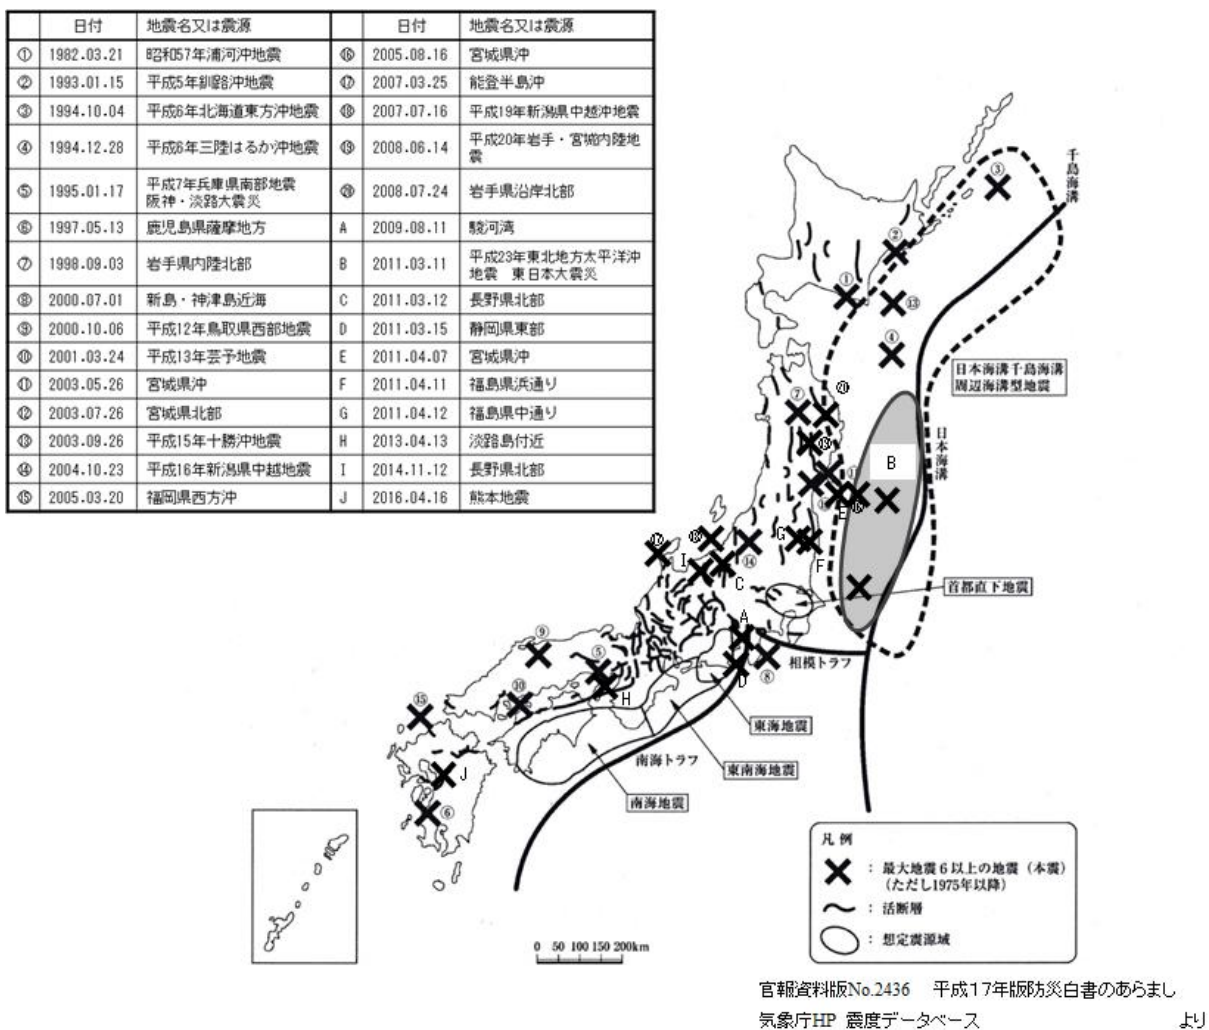 日付 地震名又は震源 日付 地震名又は震源
① 1982.03.21 昭和57年浦河沖地震 ⑯ 2005.08.16 宮城県沖
② 1993.01.15 平成5年釧路沖地震 ⑰ 2007.03.25 能登半島沖
③ 1994.10.04 平成6年北海道東方沖地震 ⑱ 2007.07.16 平成19年新潟県中越沖地震
④ 1994.12.28 平成6年三陸はるか沖地震 ⑲ 2008.06.14 平成20年岩手・宮城内陸地
震
⑤ 1995.01.17 平成7年兵庫県南部地震
阪神・淡路大震災
⑳ 2008.07.24 岩手県沿岸北部
⑥ 1997.05.13 鹿児島県薩摩地方 A 2009.08.11 駿河湾
⑦ 1998.09.03 岩手県内陸北部 B 2011.03.11 平成23年東北地方太平洋沖
地震 東日本大震災
⑧ 2000.07.01 新島・神津島近海 C 2011.03.12 長野県北部
⑨ 2000.10.06 平成12年鳥取県西部地震 D 2011.03.15 静岡県東部
⑩ 2001.03.24 平成13年芸予地震 E 2011.04.07 宮城県沖
⑪ 2003.05.26 宮城県沖 F 2011.04.11 福島県浜通り
⑫ 2003.07.26 宮城県北部 G 2011.04.12 福島県中通り
⑬ 2003.09.26 平成15年十勝沖地震 H 2013.04.13 淡路島付近
⑭ 2004.10.23 平成16年新潟県中越地震 I 2014.11.12 長野県北部
⑮ 2005.03.20 福岡県西方沖 J 2016.04.16 熊本地震
千島海溝
③
②
①
⑬
④
日本海溝千島海溝
周辺海溝型地震
⑳
⑦
日本海溝
B
E
G
F
⑰
⑱
I
⑭
C
首都直下地震
A
相模トラフ
⑧
D
⑨
⑤
H
⑩
⑮
東海地震
南海トラフ
東南海地震
J
南海地震
⑥
凡例
: 最大地震6以上の地震(本震)
(ただし1975年以降)
: 活断層
: 想定震源域
0 50 100 150 200km
官報資料版No.2436 平成17年版防災白書のあらまし
気象庁HP 震度データベース より